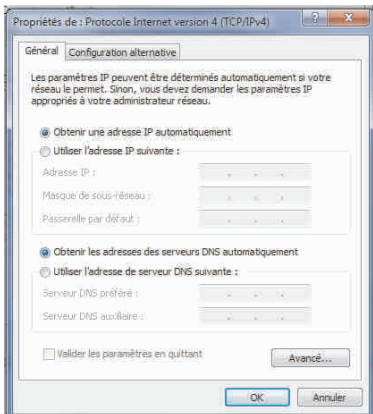 Propriétés de : Protocole Internet version 4 (TCP/IPv4)
Général
Configuration alternative
Les paramètres IP peuvent être déterminés automatiquement si votre
réseau le permet. Sinon, vous devez demander les paramètres IP
appropriés à votre administrateur réseau.
Obtenir une adresse IP automatiquement
Utiliser l'adresse IP suivante :
Adresse IP :
Masque de sous-réseau :
Passerelle par défaut :
Obtenir les adresses des serveurs DNS automatiquement
Utiliser l'adresse de serveur DNS suivante :
Serveur DNS préféré :
Serveur DNS auxiliaire :
Valider les paramètres en quittant
Avancé...
OK
Annuler